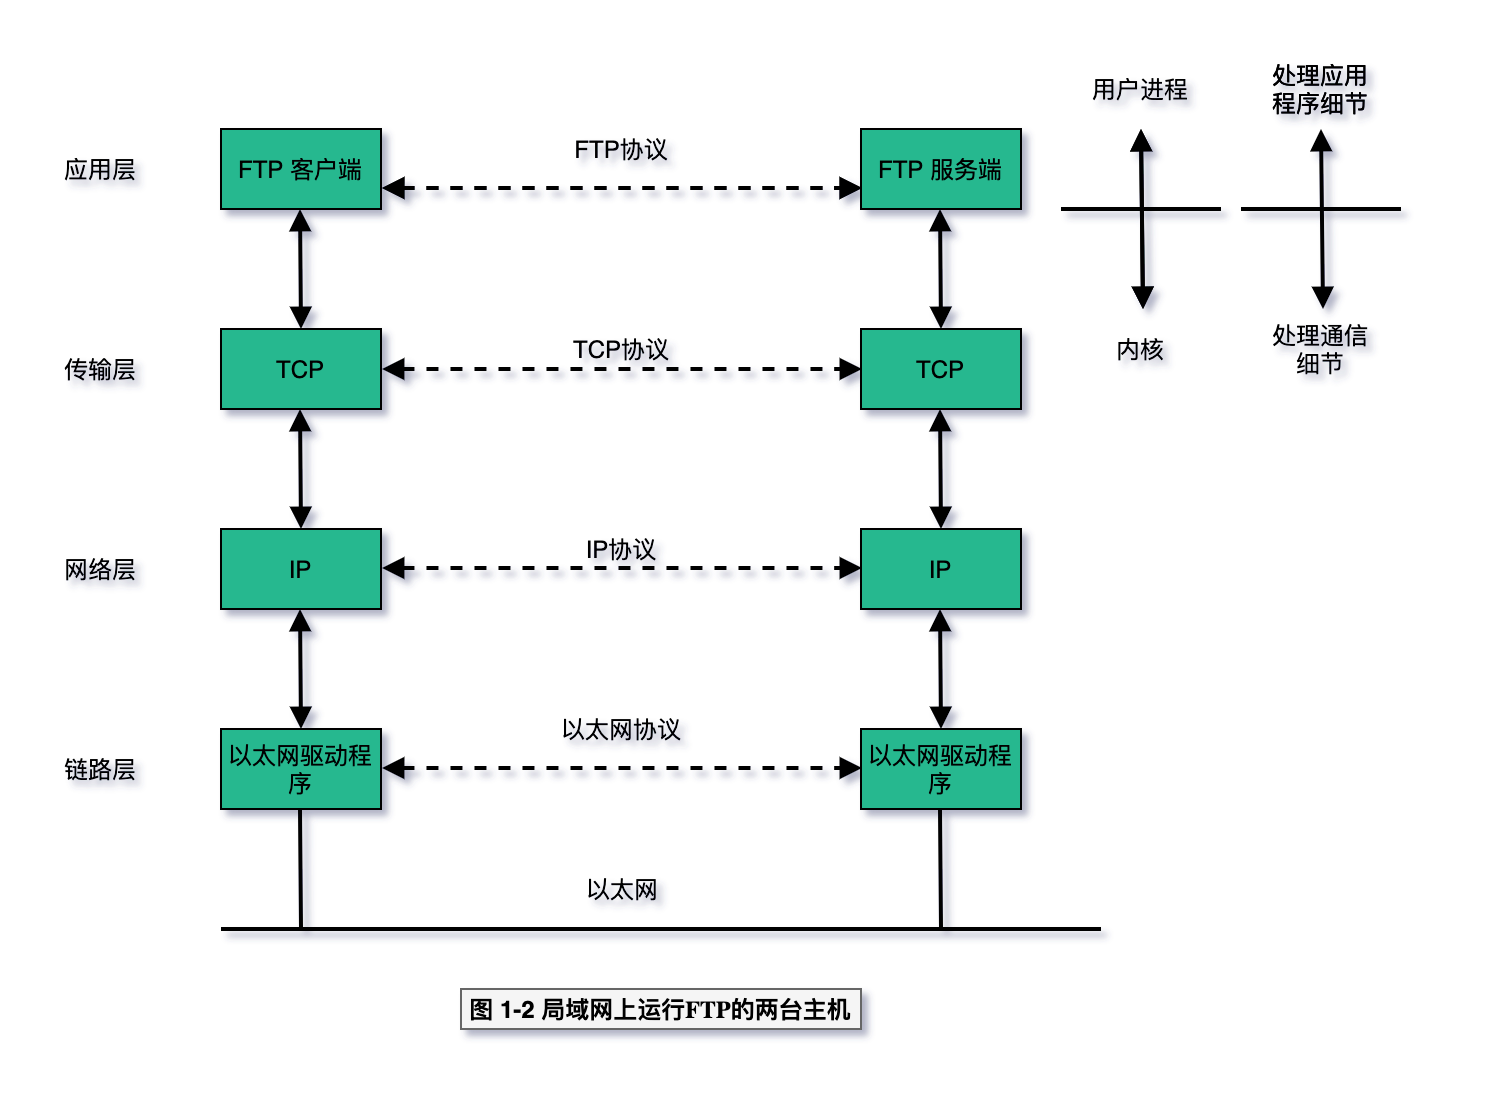 用户进程
处理应用
程序细节
应用层
FTP 客户端
FTP协议
FTP 服务端
传输层
TCP
TCP协议
TCP
内核
处理通信
细节
网络层
IP
IP协议
IP
链路层
以太网驱动程
序
以太网协议
以太网驱动程
序
以太网
图 1-2 局域网上运行FTP的两台主机